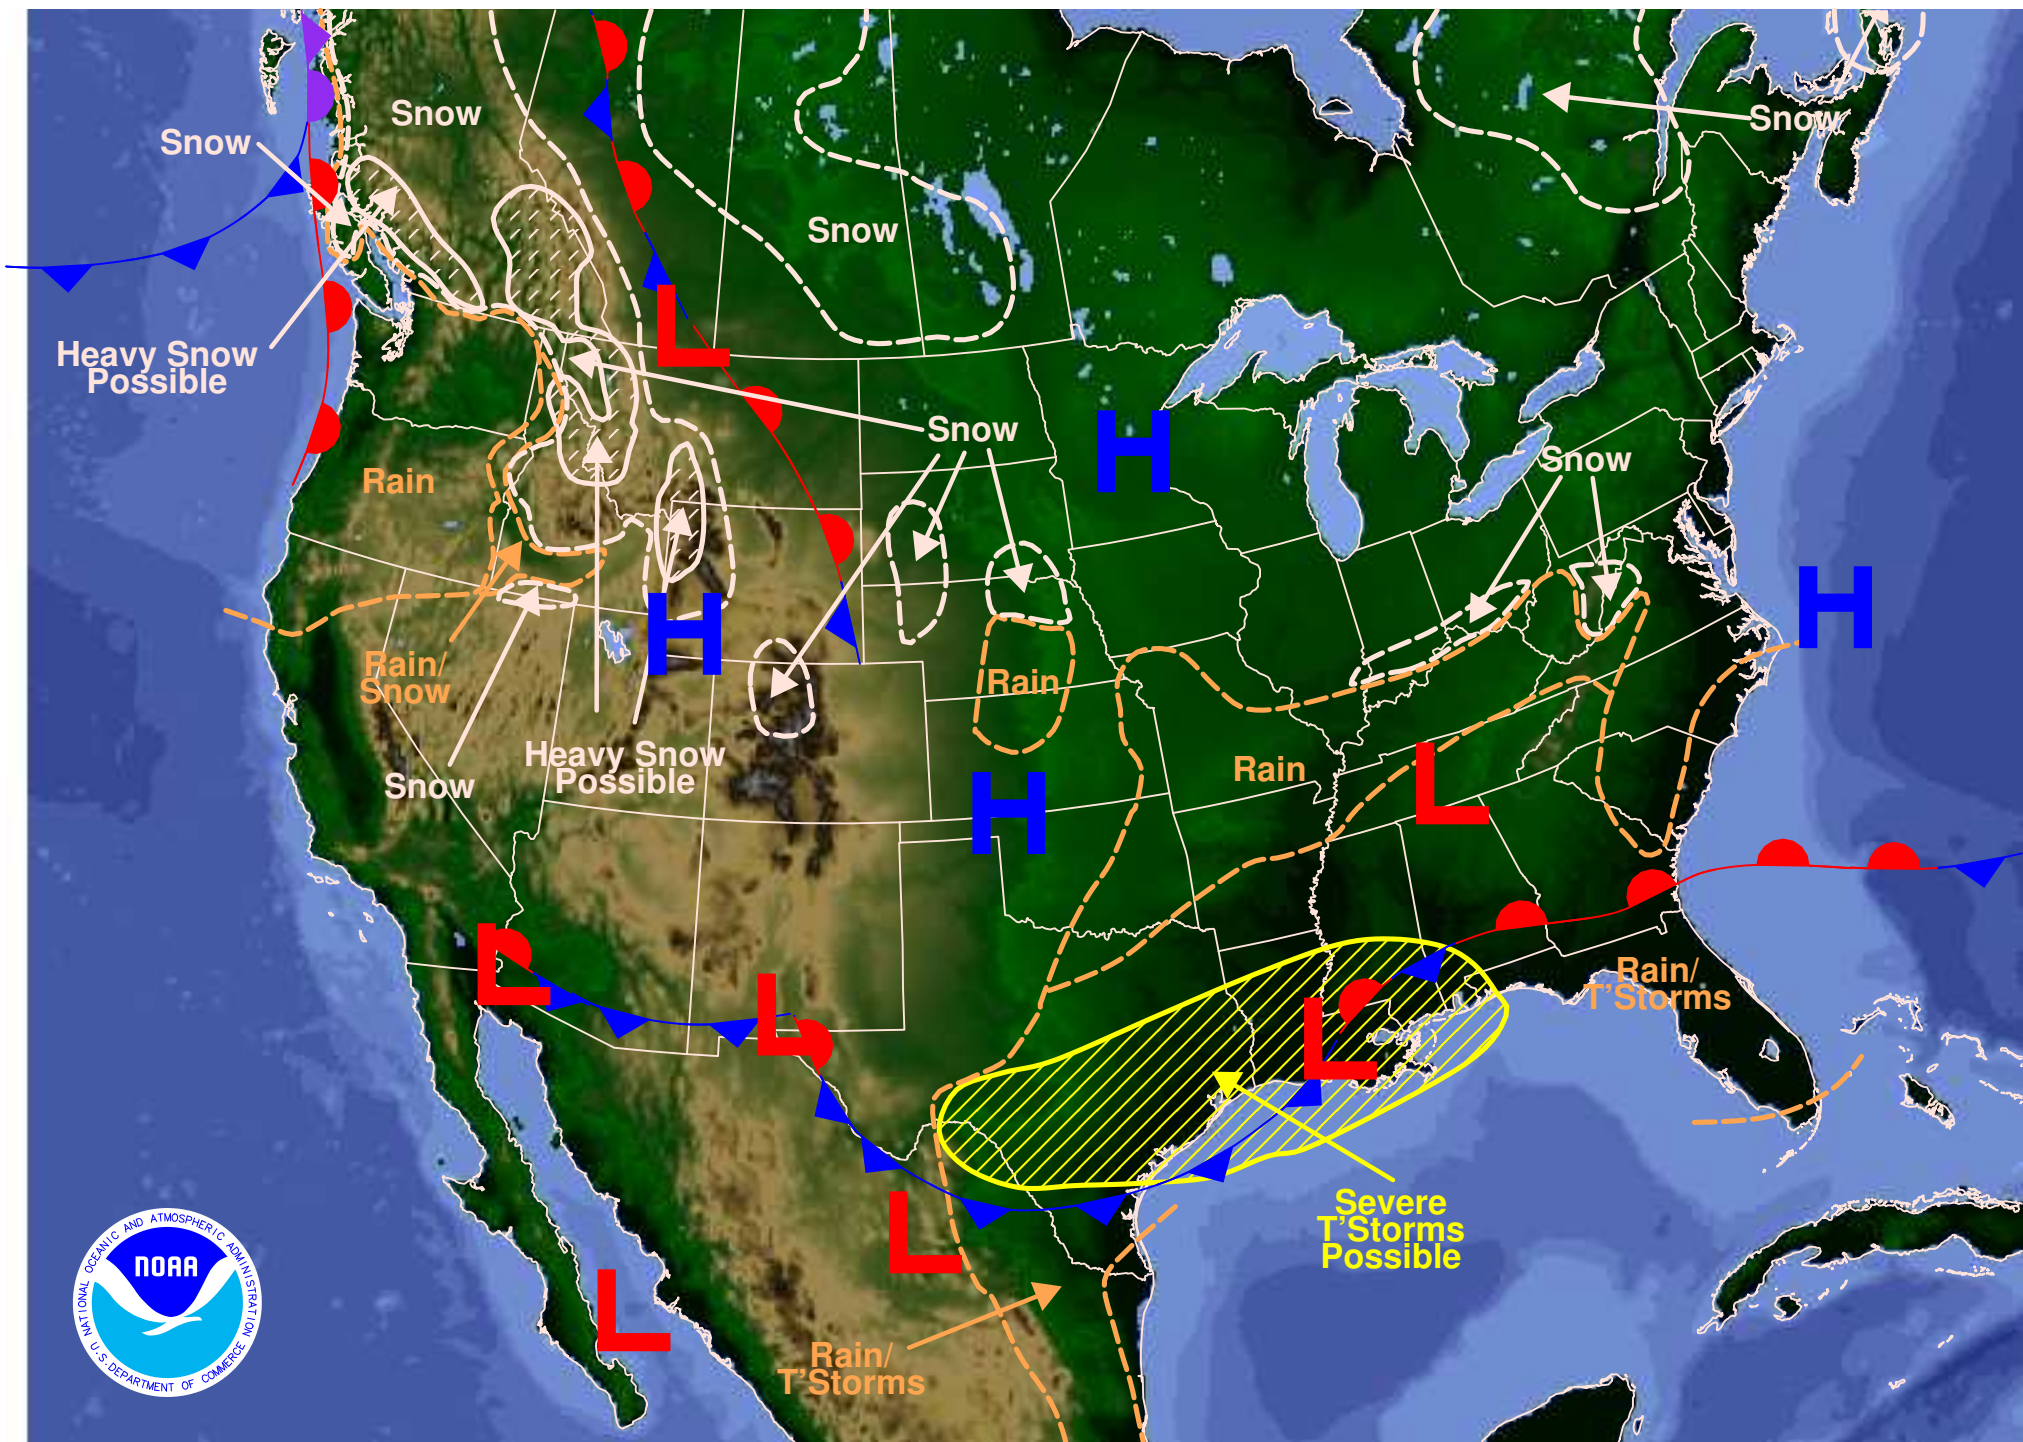 Snow
Snow
Snow
Snow
Heavy Snow
Possible
Snow
Snow
Rain
H
L
H
Rain/
Snow
H
Rain
H
Snow
Heavy Snow
Possible
Rain
L
H
L
L
L
Rain/
T'Storms
Severe
T'Storms
Possible
L
L
Rain/
T'Storms
NOAA
NATIONAL OCEANIC AND ATMOSPHERIC ADMINISTRATION
U.S. DEPARTMENT OF COMMERCE